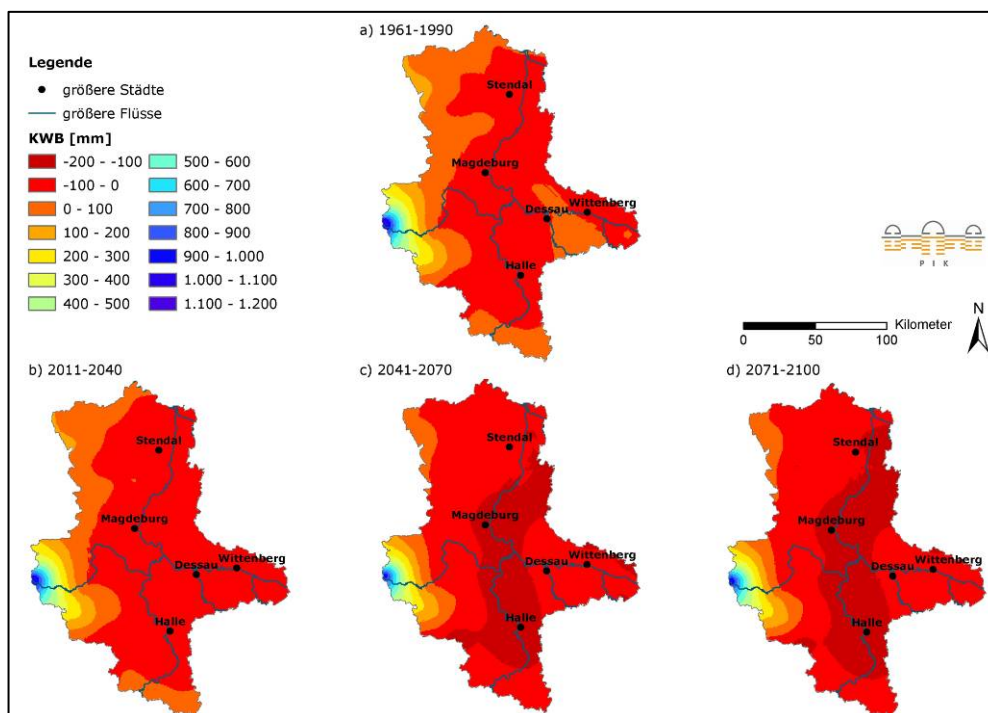 a) 1961-1990
Legende
größere Städte
größere Flüsse
KWB [mm]
-200 - -100
-100 - 0
0 - 100
100 - 200
200 - 300
300 - 400
400 - 500
500 - 600
600 - 700
700 - 800
800 - 900
900 - 1.000
1.000 - 1.100
1.100 - 1.200
Stendal
Magdeburg
Dessau
Wittenberg
Halle
P I K
Kilometer
0 50 100
N
b) 2011-2040
Stendal
Magdeburg
Dessau
Wittenberg
Halle
c) 2041-2070
Stendal
Magdeburg
Dessau
Wittenberg
Halle
d) 2071-2100
Stendal
Magdeburg
Dessau
Wittenberg
Halle